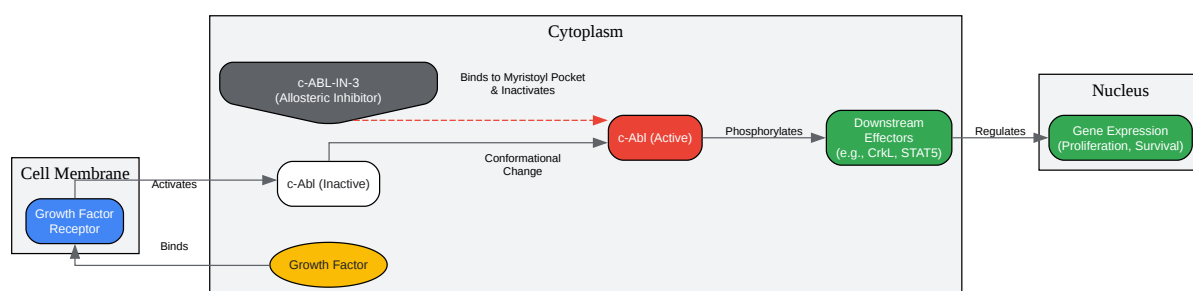 Cytoplasm
c-ABL-IN-3
(Allosteric Inhibitor)
Binds to Myristoyl Pocket
& Inactivates
Nucleus
c-Abl (Active)
Phosphorylates
Downstream
Effectors
(e.g., CrkL, STAT5)
Regulates
Gene Expression
(Proliferation, Survival)
Cell Membrane
Activates
c-Abl (Inactive)
Conformational
Change
Growth Factor
Receptor
Binds
Growth Factor